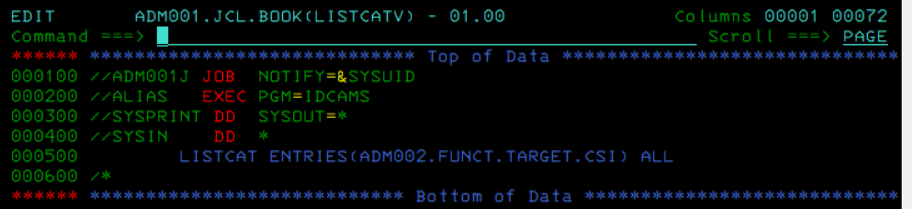 EDIT       ADM001.JCL.BOOK(LISTCATV) - 01.00                Columns 00001 00072
Command ===>                                                  Scroll ===> PAGE
****** ***************************** Top of Data ******************************
000100 //ADM001J JOB  NOTIFY=&SYSUID
000200 //ALIAS   EXEC PGM=IDCAMS
000300 //SYSPRINT DD  SYSOUT=*
000400 //SYSIN    DD  *
000500         LISTCAT ENTRIES(ADM002.FUNCT.TARGET.CSI) ALL
000600 /*
****** **************************** Bottom of Data ****************************